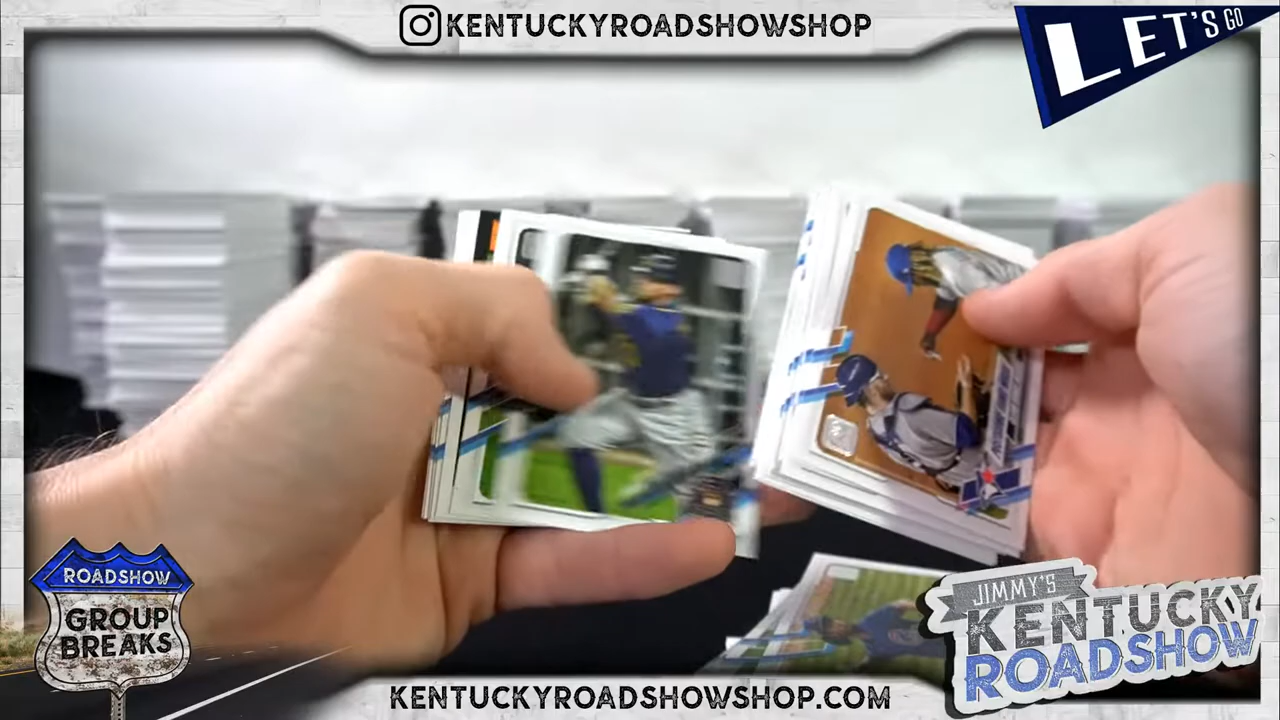 KENTUCKYROADSHOWSHOP
LET'S GO
ROADSHOW
GROUP
BREAKS
JIMMY'S
KENTUCKY
ROADSHOW
KENTUCKYROADSHOWSHOP.COM